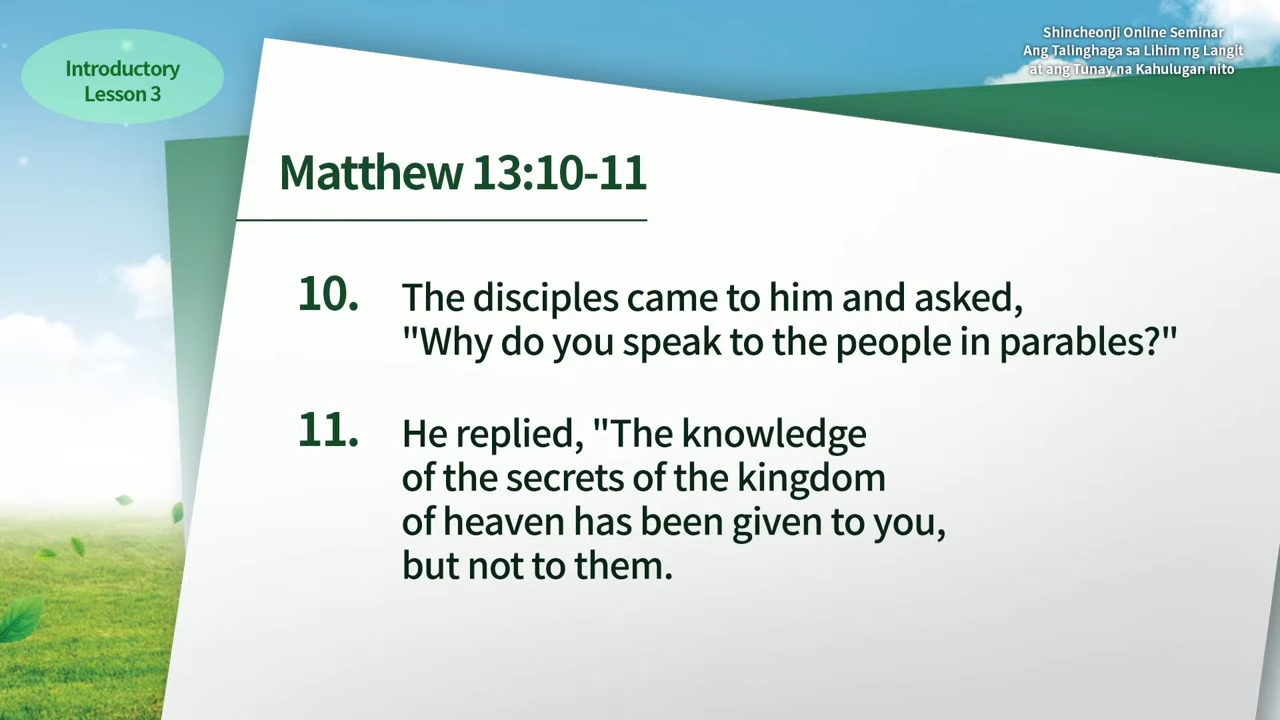 Introductory
Lesson 3
Shincheonji Online Seminar
Ang Talinghaga sa Lihim ng Langit
at ang Tunay na Kahulugan nito
Matthew 13:10-11
10. The disciples came to him and asked,
"Why do you speak to the people in parables?"
11. He replied, "The knowledge
of the secrets of the kingdom
of heaven has been given to you,
but not to them.